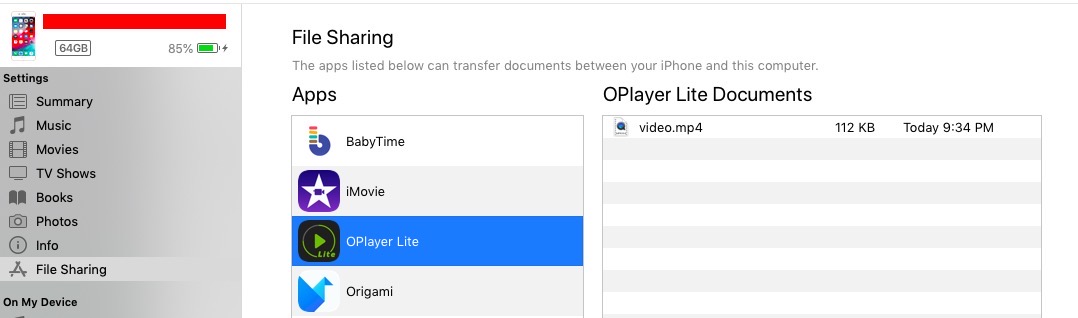 64GB
85%
Settings
Summary
Music
Movies
TV Shows
Books
Photos
Info
File Sharing
On My Device
File Sharing
The apps listed below can transfer documents between your iPhone and this computer.
Apps
BabyTime
iMovie
Lite
OPlayer Lite
Origami
OPlayer Lite Documents
video.mp4 112 KB Today 9:34 PM